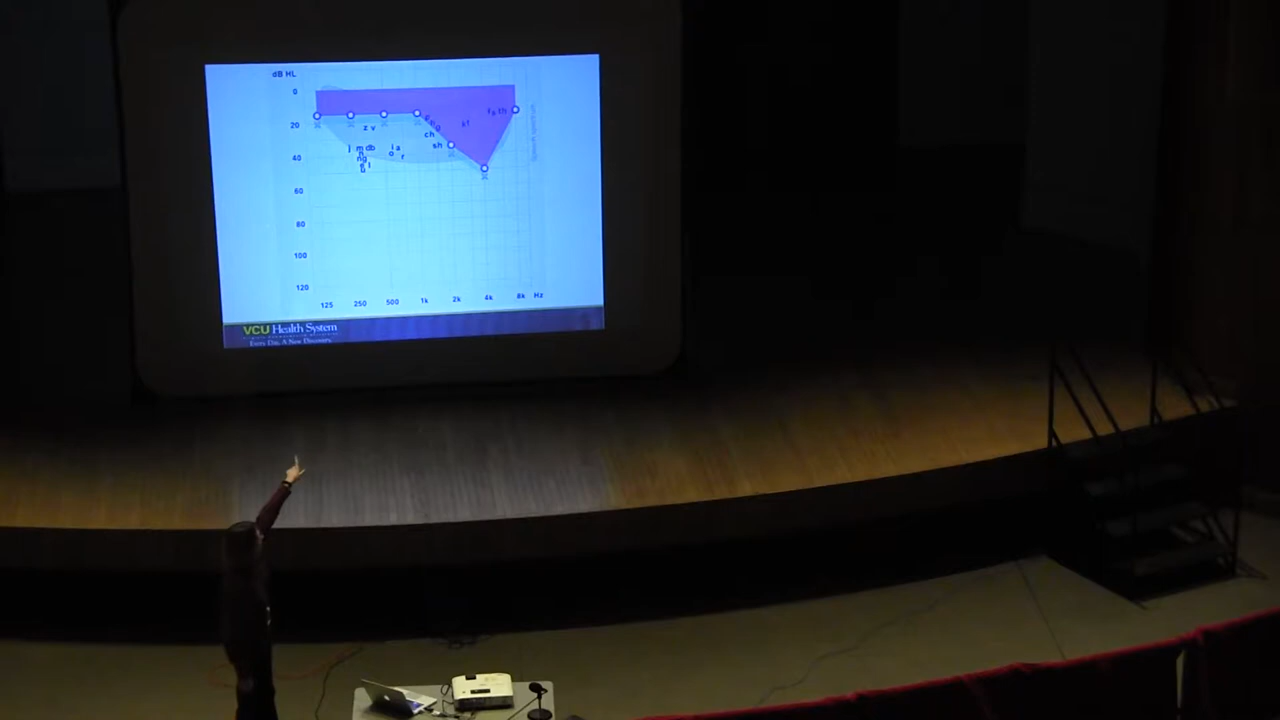 dB HL
0
20
40
60
80
100
120
z v
j m d b
n
ng
e l
u
i a
o r
p
h g
ch
sh
k f
f s th
125 250 500 1k 2k 4k 8k Hz
VCU Health System
Every Day, A New Discovery.